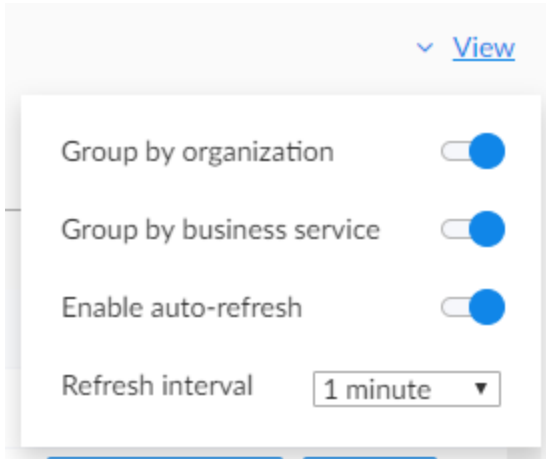 View
Group by organization
Group by business service
Enable auto-refresh
Refresh interval 1 minute